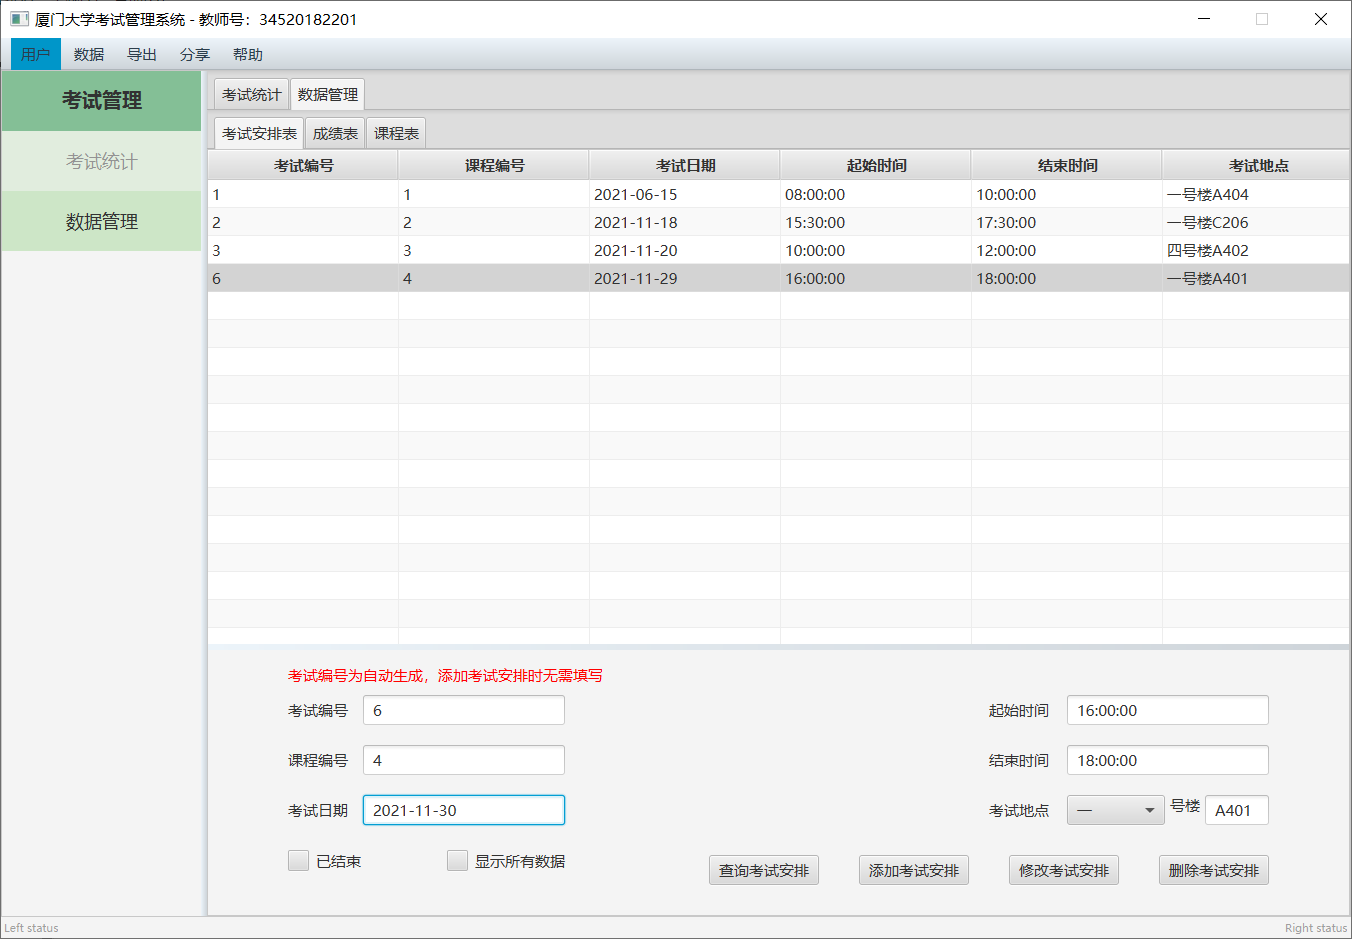 厦门大学考试管理系统 - 教师号：34520182201
用户 数据 导出 分享 帮助
考试管理
考试统计
数据管理
考试统计 数据管理
考试安排表 成绩表 课程表
考试编号 课程编号 考试日期 起始时间 结束时间 考试地点
1 1 2021-06-15 08:00:00 10:00:00 一号楼A404
2 2 2021-11-18 15:30:00 17:30:00 一号楼C206
3 3 2021-11-20 10:00:00 12:00:00 四号楼A402
6 4 2021-11-29 16:00:00 18:00:00 一号楼A401
考试编号为自动生成，添加考试安排时无需填写
考试编号 6 起始时间 16:00:00
课程编号 4 结束时间 18:00:00
考试日期 2021-11-30 考试地点 一 号楼 A401
已结束 显示所有数据 查询考试安排 添加考试安排 修改考试安排 删除考试安排
Left status Right status